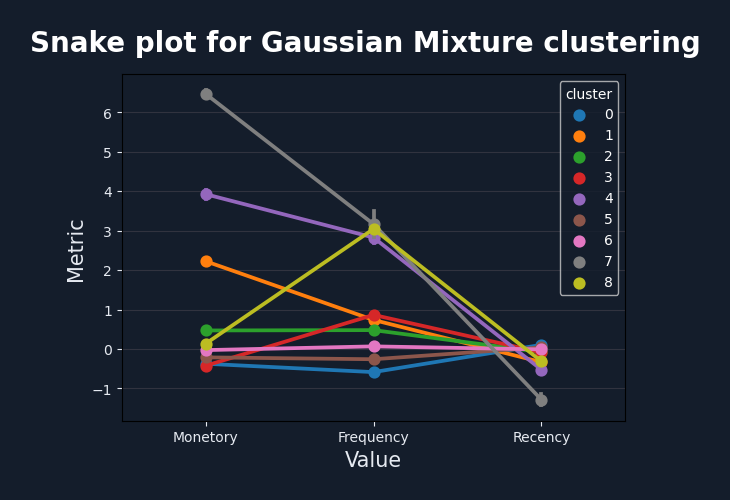 Snake plot for Gaussian Mixture clustering
cluster
0
1
2
3
4
5
6
7
8
6
5
4
3
2
1
0
−1
Metric
Monetory
Frequency
Recency
Value